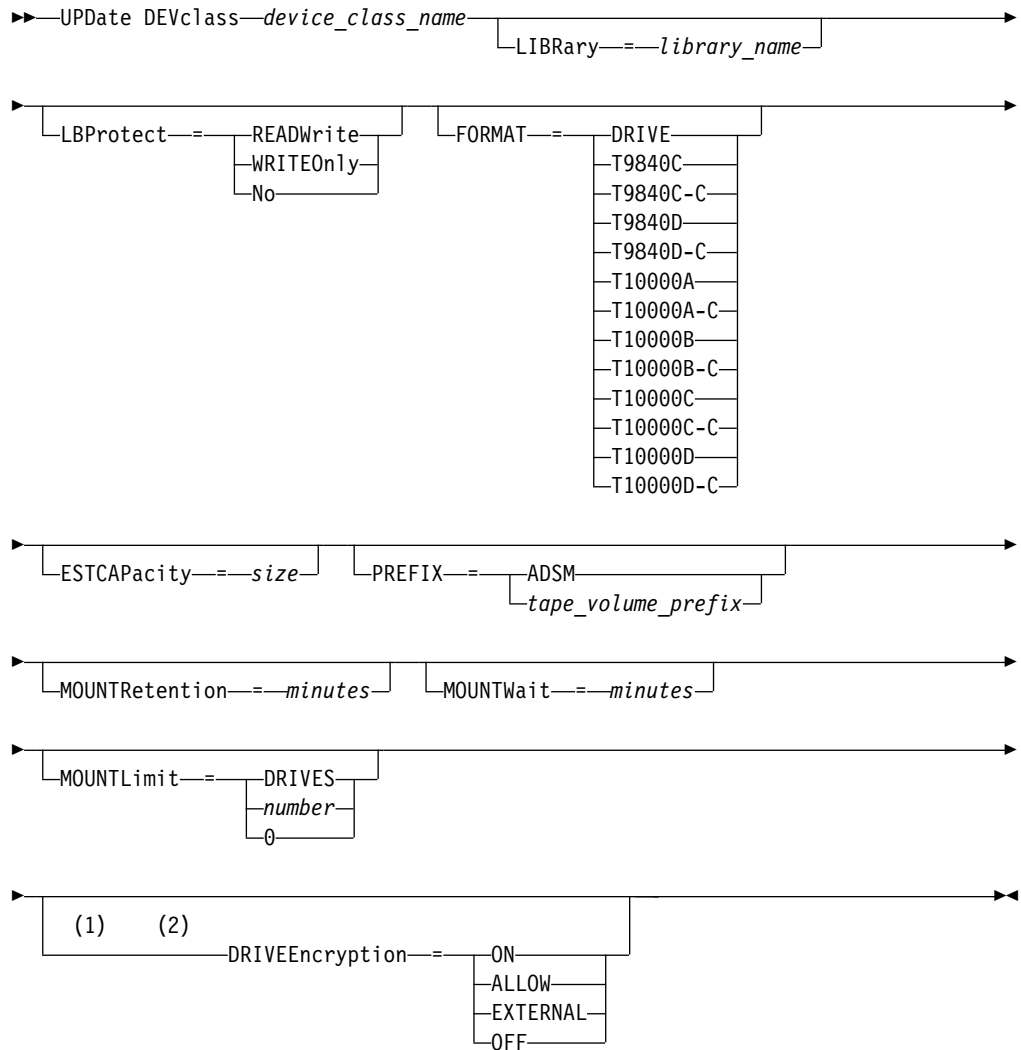 UPDate DEVclass device_class_name
LIBRary = library_name
LBProtect = READWrite FORMAT = DRIVE
WRITEOnly T9840C
No T9840C-C
T9840D
T9840D-C
T10000A
T10000A-C
T10000B
T10000B-C
T10000C
T10000C-C
T10000D
T10000D-C
ESTCAPacity = size PREFIX = ADSM
tape_volume_prefix
MOUNTRetention = minutes MOUNTWait = minutes
MOUNTLimit = DRIVES
number
0
(1) (2)
DRIVEEncryption = ON
ALLOW
EXTERNAL
OFF